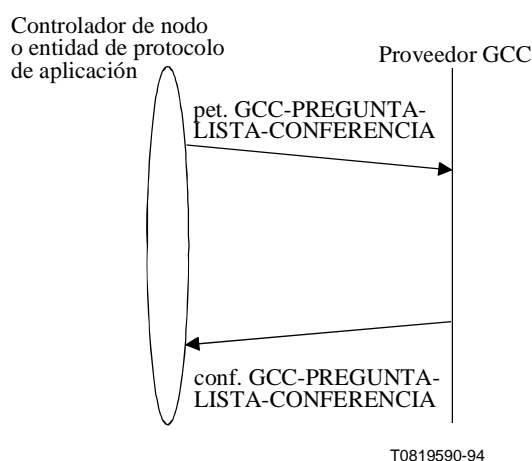 Controlador de nodo
o entidad de protocolo
de aplicación
Proveedor GCC
pet. GCC-PREGUNTA-
LISTA-CONFERENCIA
conf. GCC-PREGUNTA-
LISTA-CONFERENCIA
T0819590-94